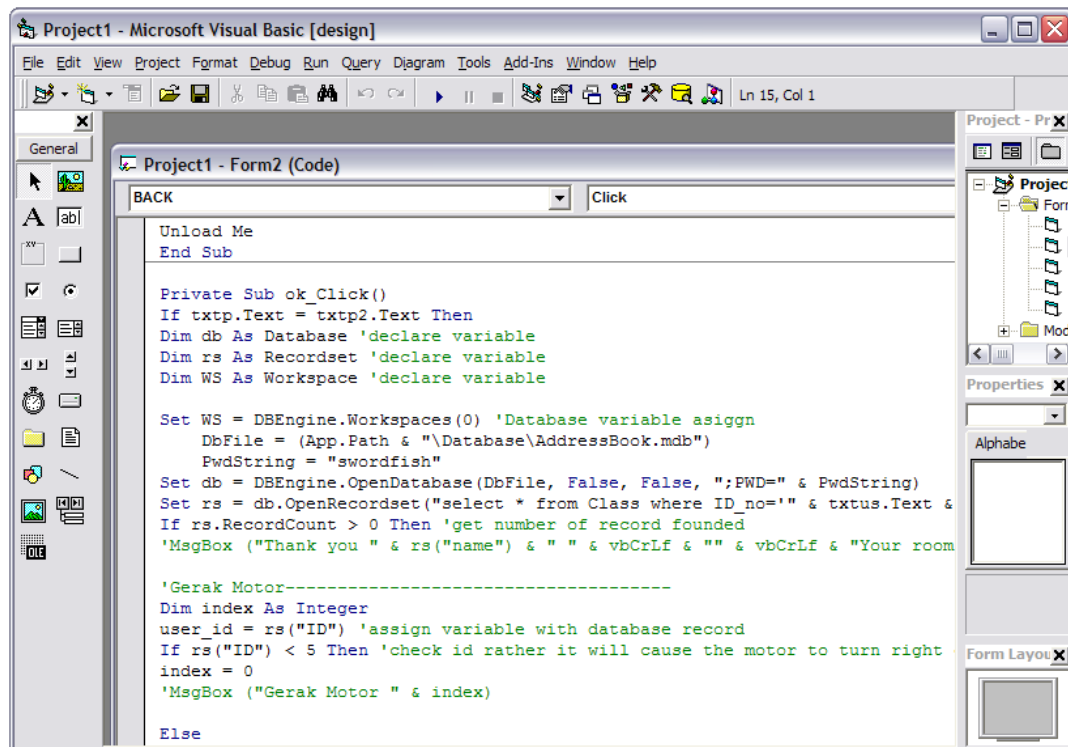 Project1 - Microsoft Visual Basic [design]
File Edit View Project Format Debug Run Query Diagram Tools Add-Ins Window Help
Ln 15, Col 1
General
Project - Pr
Project1 - Form2 (Code)
BACK Click
Unload Me
End Sub
Private Sub ok_Click()
If txtp.Text = txtp2.Text Then
Dim db As Database 'declare variable
Dim rs As Recordset 'declare variable
Dim WS As Workspace 'declare variable
Set WS = DBEngine.Workspaces(0) 'Database variable asiggn
DbFile = (App.Path & "\Database\AddressBook.mdb")
PwdString = "swordfish"
Set db = DBEngine.OpenDatabase(DbFile, False, False, ";PWD=" & PwdString)
Set rs = db.OpenRecordset("select * from Class where ID_no='" & txtus.Text &
If rs.RecordCount > 0 Then 'get number of record founded
'MsgBox ("Thank you " & rs("name") & " " & vbCrLf & "" & vbCrLf & "Your room
'Gerak Motor-------------------------------------
Dim index As Integer
user_id = rs("ID") 'assign variable with database record
If rs("ID") < 5 Then 'check id rather it will cause the motor to turn right
index = 0
'MsgBox ("Gerak Motor " & index)
Else
Projec
For
Mod
Properties
Alphabe
Form Layou
A
ab|
XY
OLE